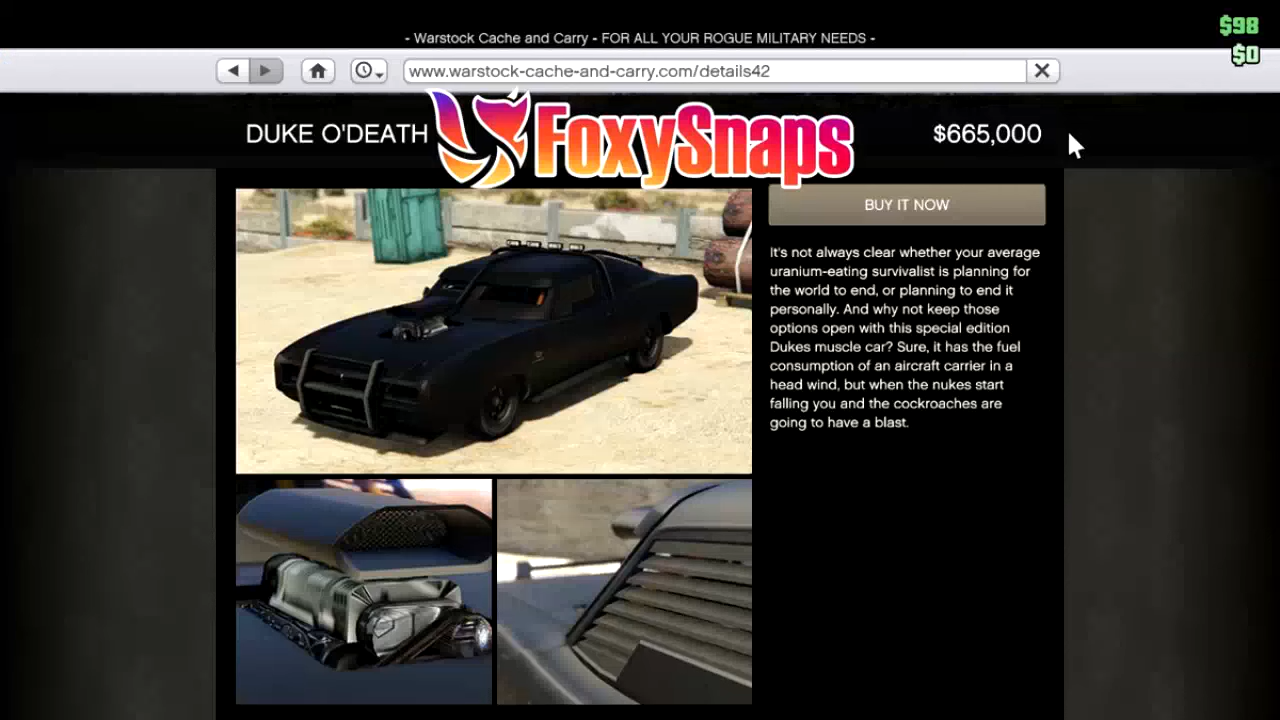 - Warstock Cache and Carry - FOR ALL YOUR ROGUE MILITARY NEEDS -
$98
$0
www.warstock-cache-and-carry.com/details42
DUKE O'DEATH
FoxySnaps
$665,000
BUY IT NOW
It's not always clear whether your average
uranium-eating survivalist is planning for
the world to end, or planning to end it
personally. And why not keep those
options open with this special edition
Dukes muscle car? Sure, it has the fuel
consumption of an aircraft carrier in a
head wind, but when the nukes start
falling you and the cockroaches are
going to have a blast.